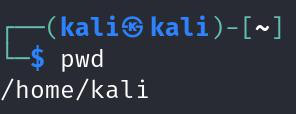 ┌──(kali㉿kali)-[~]
└─$ pwd
/home/kali